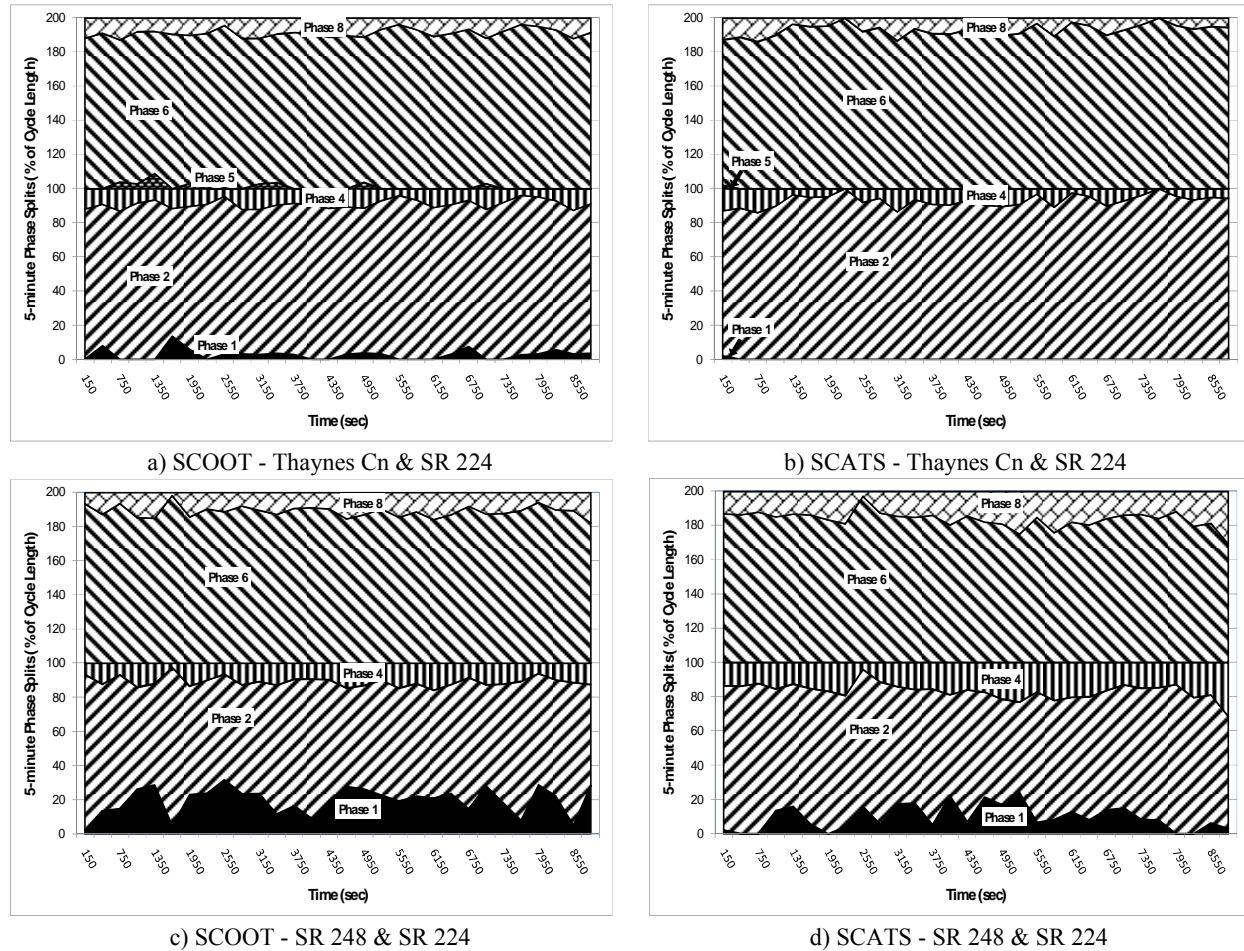 5-minute Phase Splits( % of Cycle Length)
200
180
160
140
120
100
80
60
40
20
0
Phase 8
Phase 6
Phase 5
Phase 4
Phase 2
Phase 1
150 750 1350 1950 2550 3150 3750 4350 4950 5550 6150 6750 7350 7950 8550
Time (sec)
a) SCOOT - Thaynes Cn & SR 224
5-minute Phase Splits( % of Cycle Length)
200
180
160
140
120
100
80
60
40
20
0
Phase 8
Phase 6
Phase 5
Phase 4
Phase 2
Phase 1
150 750 1350 1950 2550 3150 3750 4350 4950 5550 6150 6750 7350 7950 8550
Time (sec)
b) SCATS - Thaynes Cn & SR 224
5-minute Phase Splits( % of Cycle Length)
200
180
160
140
120
100
80
60
40
20
0
Phase 8
Phase 6
Phase 4
Phase 2
Phase 1
150 750 1350 1950 2550 3150 3750 4350 4950 5550 6150 6750 7350 7950 8550
Time (sec)
c) SCOOT - SR 248 & SR 224
5-minute Phase Splits( % of Cycle Length)
200
180
160
140
120
100
80
60
40
20
0
Phase 8
Phase 6
Phase 4
Phase 2
Phase 1
150 750 1350 1950 2550 3150 3750 4350 4950 5550 6150 6750 7350 7950 8550
Time (sec)
d) SCATS - SR 248 & SR 224